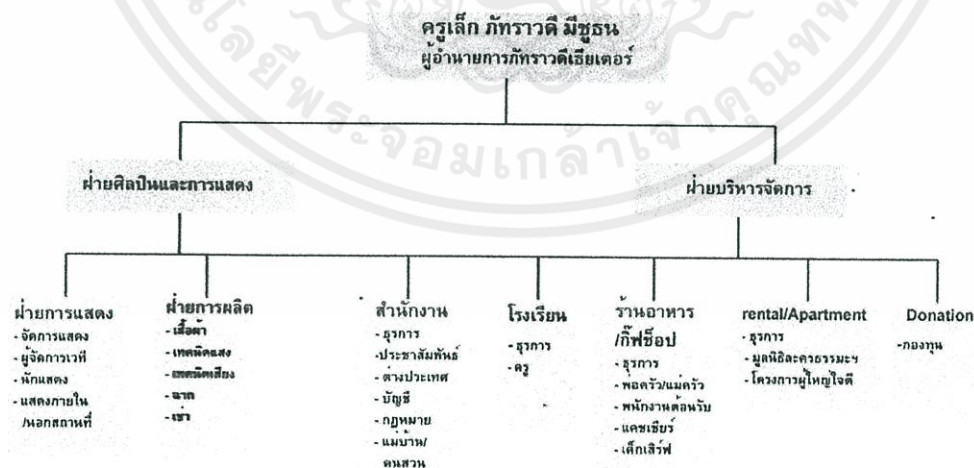 ครูเล็ก ภัทราวดี มีชูธน
ผู้อำนายการภัทราวดีเธียเตอร์
ฝ่ายศิลปินและการแสดง
ฝ่ายบริหารจัดการ
ฝ่ายการแสดง
- จัดการแสดง
- ผู้จัดการเวที
- นักแสดง
- แสดงภายใน
/นอกสถานที่
ฝ่ายการผลิต
- เสื้อผ้า
- เทคนิคแสง
- เทคนิคเสียง
- ฉาก
- เช่า
สำนักงาน
- ธุรการ
-ประชาสัมพันธ์
- ต่างประเทศ
- บัญชี
- กฎหมาย
- แม่บ้าน/
คนสวน
โรงเรียน
- ธุรการ
- ครู
ร้านอาหาร
/กิ๊ฟช็อป
- ธุรการ
- พอครัว/แม่ครัว
- พนักงานต้อนรับ
- แคชเชียร์
- เด็กเสิร์ฟ
rental/Apartment
- ธุรการ
- มูลนิธิละครธรรมะฯ
- โครงการผู้ใหญ่ใจดี
Donation
-กองทุน